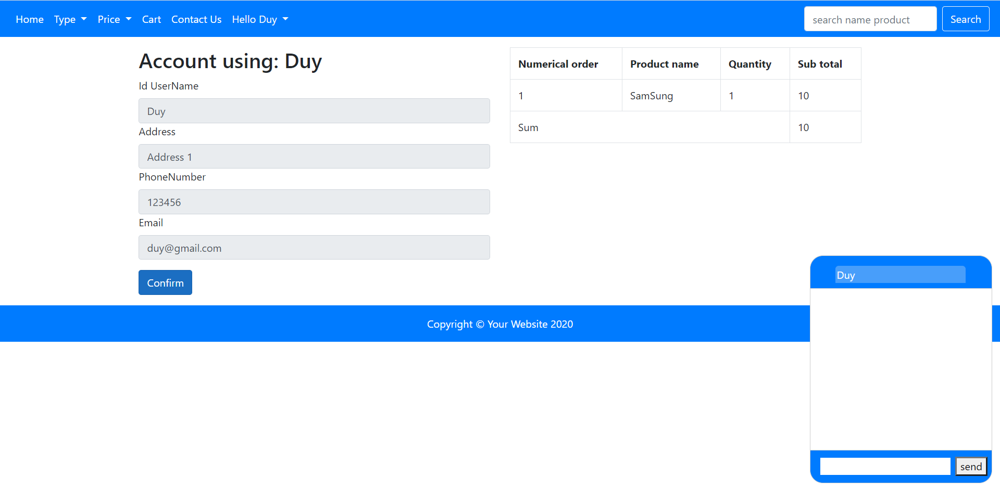 Home Type Price Cart Contact Us Hello Duy search name product Search
Account using: Duy
Id UserName
Duy
Address
Address 1
PhoneNumber
123456
Email
duy@gmail.com
Confirm
Numerical order Product name Quantity Sub total
1 SamSung 1 10
Sum 10
Duy
send
Copyright © Your Website 2020